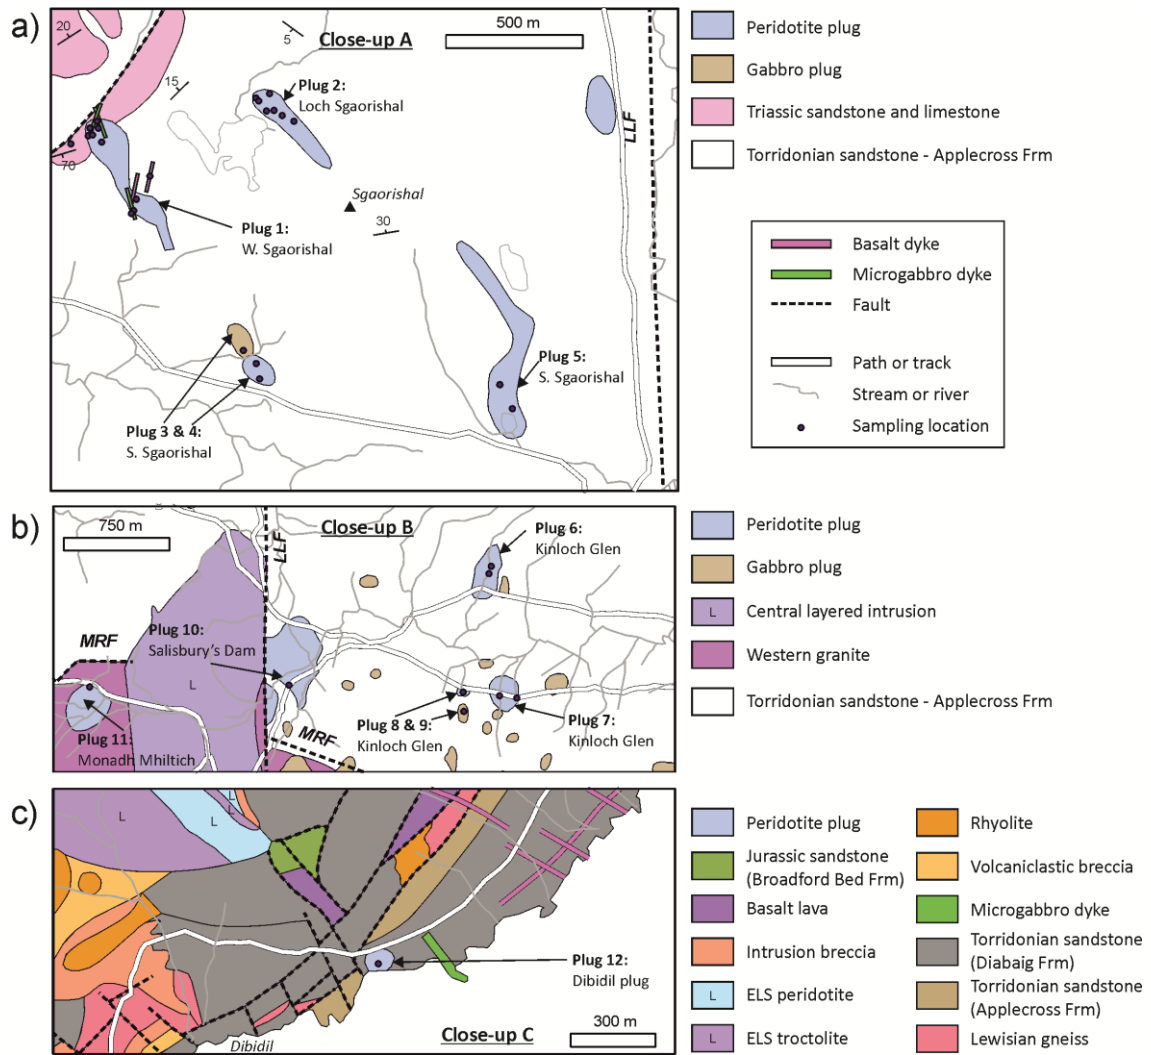 a)
Close-up A
500 m
20
5
15
70
30
Plug 2:
Loch Sgaorishal
LLF
Sgaorishal
Plug 1:
W. Sgaorishal
Plug 5:
S. Sgaorishal
Plug 3 & 4:
S. Sgaorishal
Peridotite plug
Gabbro plug
Triassic sandstone and limestone
Torridonian sandstone - Applecross Frm
Basalt dyke
Microgabbro dyke
Fault
Path or track
Stream or river
Sampling location
b)
750 m
Close-up B
LLF
Plug 6:
Kinloch Glen
MRF
Plug 10:
Salisbury's Dam
L
Plug 8 & 9:
Kinloch Glen
Plug 7:
Kinloch Glen
MRF
Plug 11:
Monadh Mhiltich
Peridotite plug
Gabbro plug
L Central layered intrusion
Western granite
Torridonian sandstone - Applecross Frm
c)
L
L
L
L
Plug 12:
Dibidil plug
Dibidil
Close-up C
300 m
Peridotite plug
Jurassic sandstone
(Broadford Bed Frm)
Basalt lava
Intrusion breccia
L ELS peridotite
L ELS troctolite
Rhyolite
Volcaniclastic breccia
Microgabbro dyke
Torridonian sandstone
(Diabaig Frm)
Torridonian sandstone
(Applecross Frm)
Lewisian gneiss